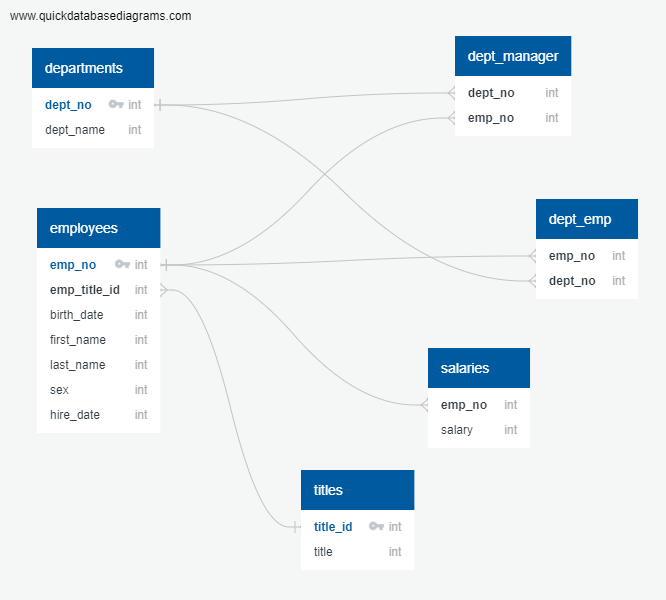 www.quickdatabasediagrams.com
departments
dept_no int
dept_name int
dept_manager
dept_no int
emp_no int
employees
emp_no int
emp_title_id int
birth_date int
first_name int
last_name int
sex int
hire_date int
dept_emp
emp_no int
dept_no int
salaries
emp_no int
salary int
titles
title_id int
title int